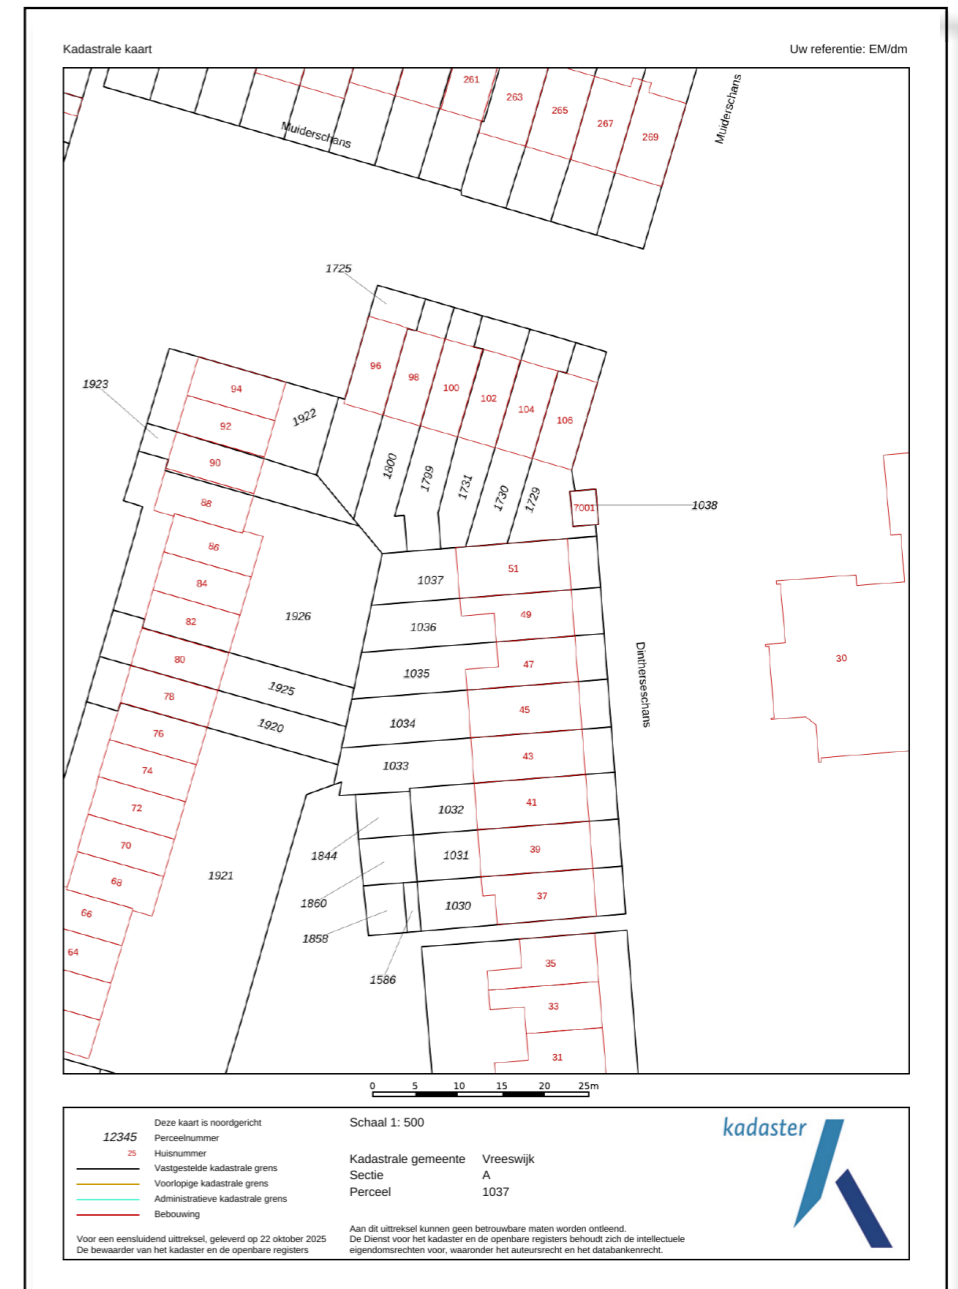 Kadastrale kaart
Uw referentie: EM/dm
261
263
265
267
269
Muiderschans
Muiderschans
1725
96
98
100
102
104
106
1923
94
92
90
88
1922
1800
1799
1731
1730
1729
7001
1038
86
84
82
80
78
76
74
72
70
68
66
64
1926
1925
1920
1921
1037
1036
1035
1034
1033
1032
1031
1030
51
49
47
45
43
41
39
37
35
33
31
Dintherseschans
30
1844
1860
1858
1586
0 5 10 15 20 25m
12345
25
Deze kaart is noordgericht
Perceelnummer
Huisnummer
Vastgestelde kadastrale grens
Voorlopige kadastrale grens
Administratieve kadastrale grens
Bebouwing
Voor een eensluidend uittreksel, geleverd op 22 oktober 2025
De bewaarder van het kadaster en de openbare registers
Schaal 1: 500
Kadastrale gemeente Vreeswijk
Sectie A
Perceel 1037
Aan dit uittreksel kunnen geen betrouwbare maten worden ontleend.
De Dienst voor het kadaster en de openbare registers behoudt zich de intellectuele
eigendomsrechten voor, waaronder het auteursrecht en het databankenrecht.
kadaster